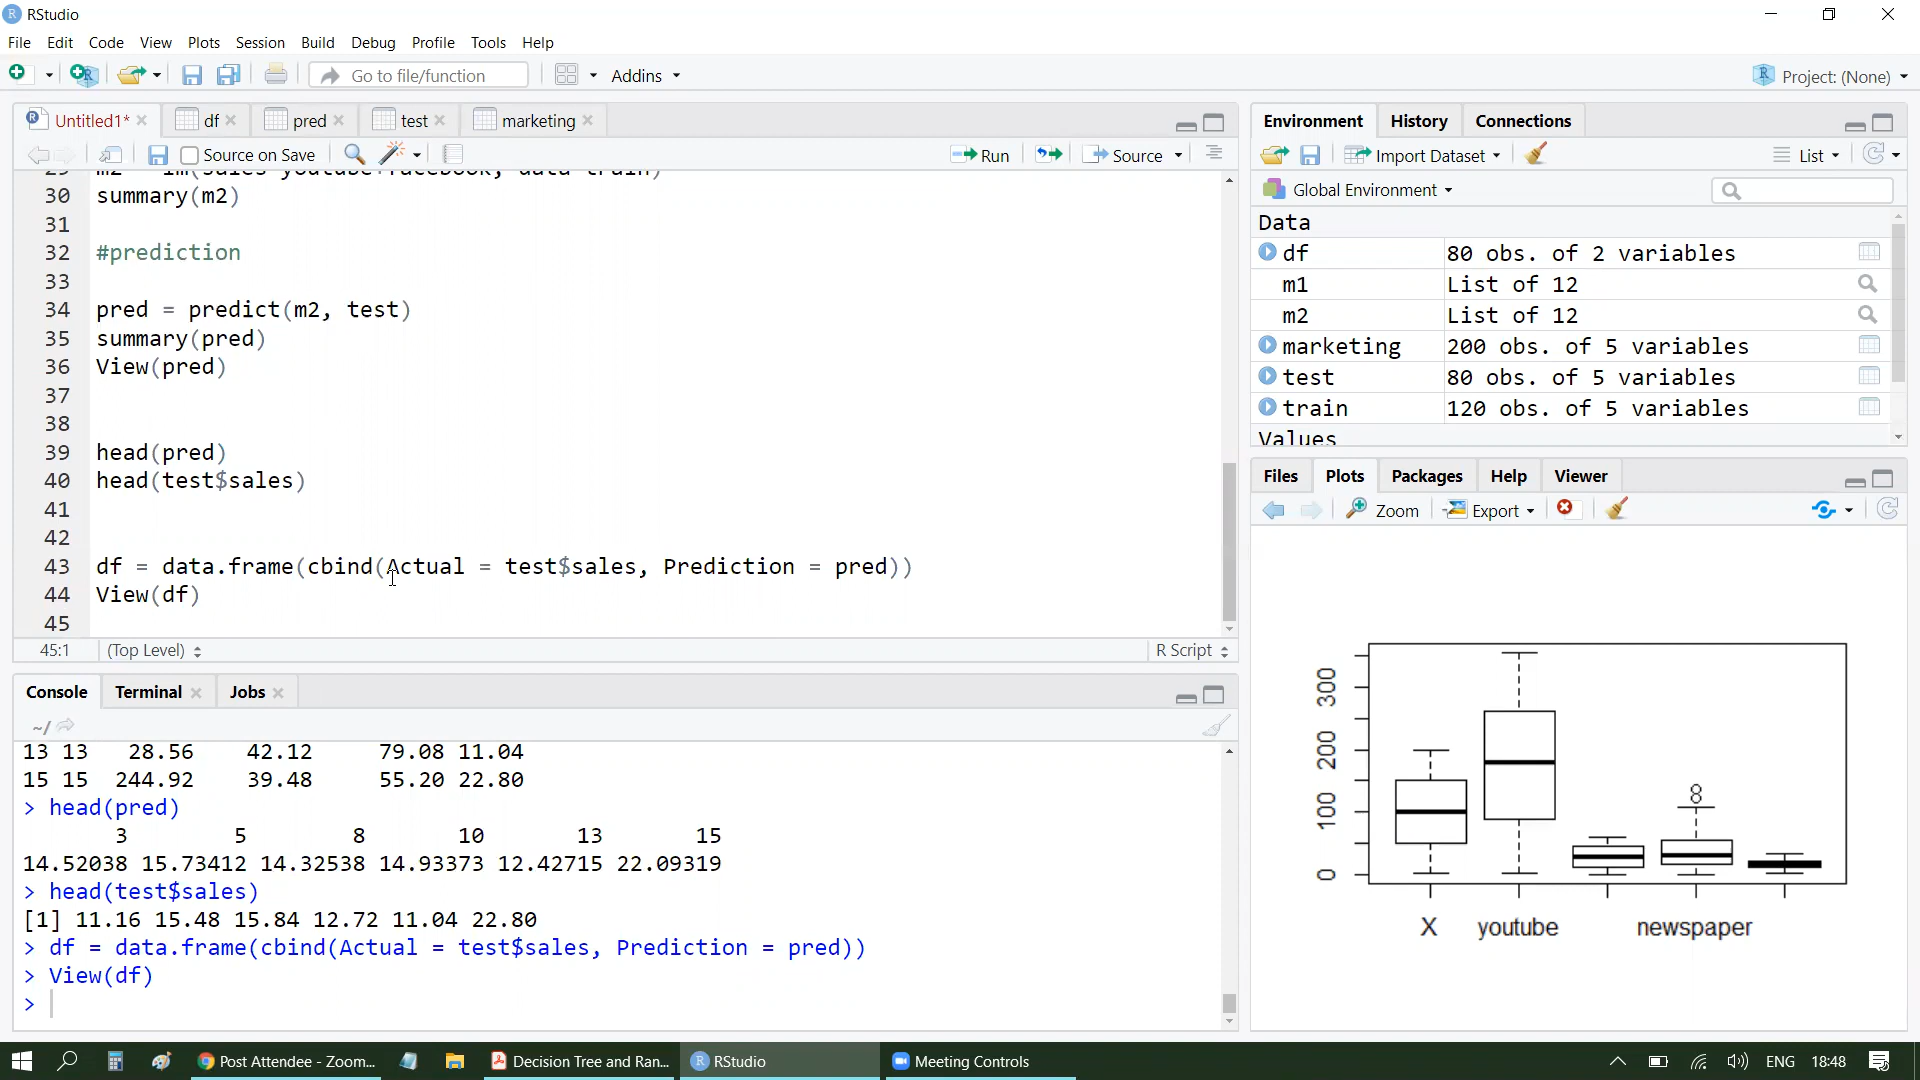 RStudio
File Edit Code View Plots Session Build Debug Profile Tools Help
Go to file/function Addins Project: (None)
Untitled1* df pred test marketing
Source on Save Run Source
30 summary(m2)
31
32 #prediction
33
34 pred = predict(m2, test)
35 summary(pred)
36 View(pred)
37
38
39 head(pred)
40 head(test$sales)
41
42
43 df = data.frame(cbind(Actual = test$sales, Prediction = pred))
44 View(df)
45
45:1 (Top Level) R Script
Console Terminal Jobs
~/
13 13 28.56 42.12 79.08 11.04
15 15 244.92 39.48 55.20 22.80
> head(pred)
3 5 8 10 13 15
14.52038 15.73412 14.32538 14.93373 12.42715 22.09319
> head(test$sales)
[1] 11.16 15.48 15.84 12.72 11.04 22.80
> df = data.frame(cbind(Actual = test$sales, Prediction = pred))
> View(df)
>
Environment History Connections
Import Dataset List
Global Environment
Data
df 80 obs. of 2 variables
m1 List of 12
m2 List of 12
marketing 200 obs. of 5 variables
test 80 obs. of 5 variables
train 120 obs. of 5 variables
Values
Files Plots Packages Help Viewer
Zoom Export
300
200
100
0
X youtube newspaper
Post Attendee - Zoom... Decision Tree and Ran... RStudio Meeting Controls ENG 18:48